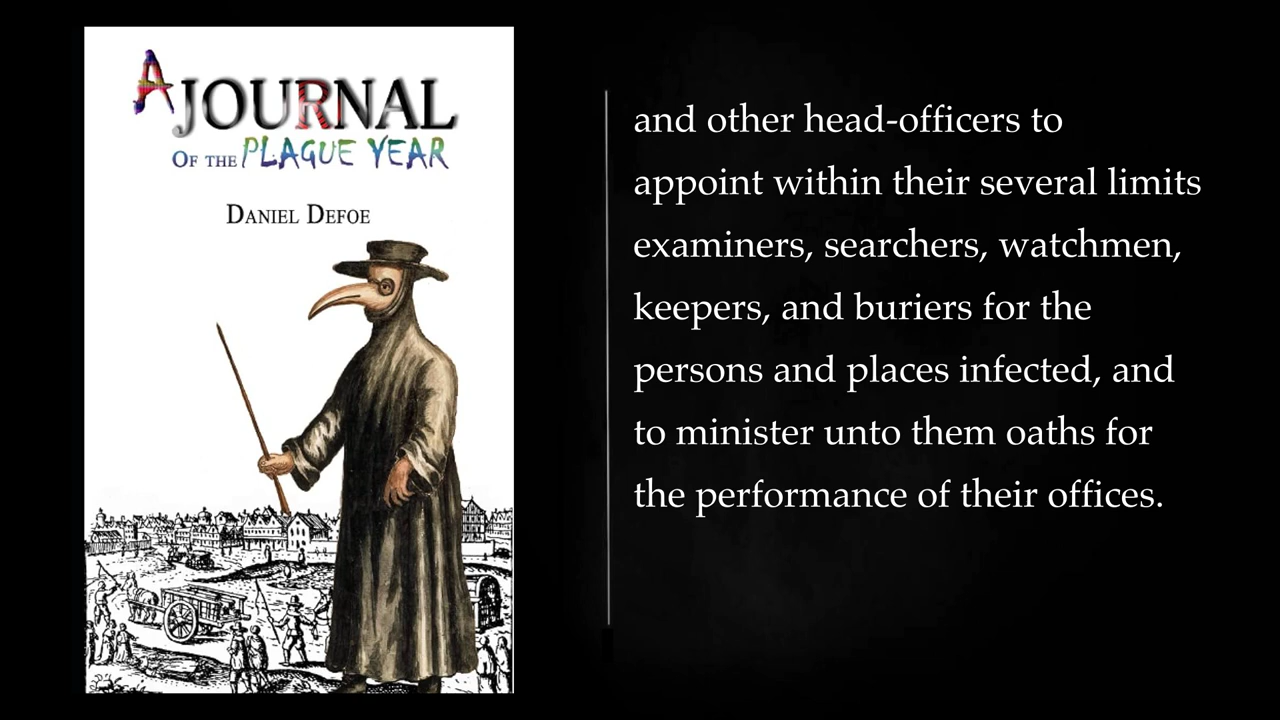 A JOURNAL
OF THE PLAGUE YEAR
DANIEL DEFOE
and other head-officers to
appoint within their several limits
examiners, searchers, watchmen,
keepers, and buriers for the
persons and places infected, and
to minister unto them oaths for
the performance of their offices.